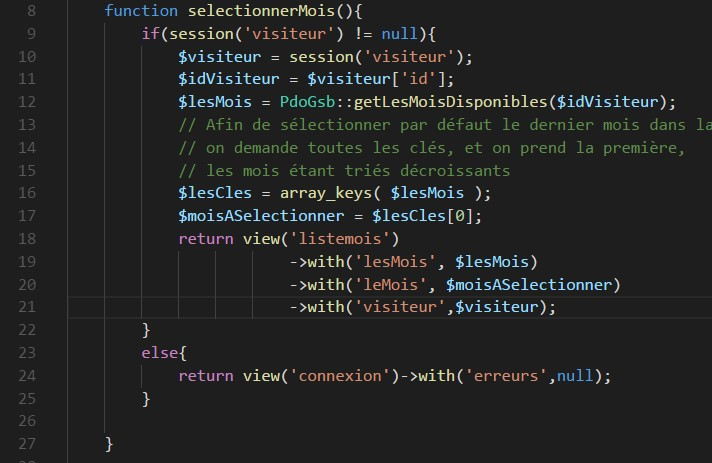 8 function selectionnerMois(){
9 if(session('visiteur') != null){
10 $visiteur = session('visiteur');
11 $idVisiteur = $visiteur['id'];
12 $lesMois = PdoGsb::getLesMoisDisponibles($idVisiteur);
13 // Afin de sélectionner par défaut le dernier mois dans la
14 // on demande toutes les clés, et on prend la première,
15 // les mois étant triés décroissants
16 $lesCles = array_keys( $lesMois );
17 $moisASelectionner = $lesCles[0];
18 return view('listemois')
19 ->with('lesMois', $lesMois)
20 ->with('leMois', $moisASelectionner)
21 ->with('visiteur',$visiteur);
22 }
23 else{
24 return view('connexion')->with('erreurs',null);
25 }
26
27 }